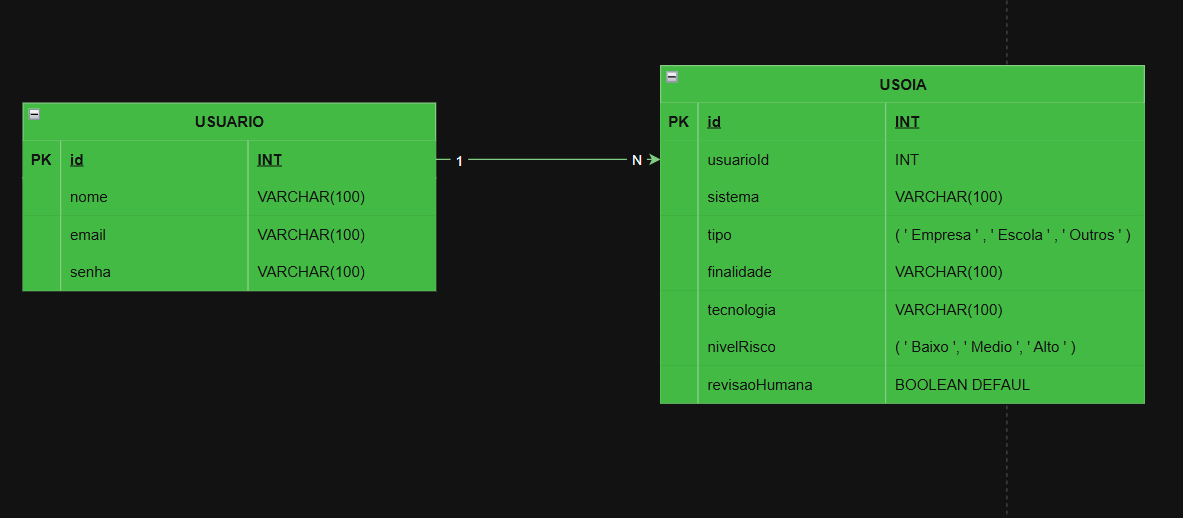 USUARIO
PK id INT
nome VARCHAR(100)
email VARCHAR(100)
senha VARCHAR(100)
1 N
USOIA
PK id INT
usuarioId INT
sistema VARCHAR(100)
tipo ( ' Empresa ' , ' Escola ' , ' Outros ' )
finalidade VARCHAR(100)
tecnologia VARCHAR(100)
nivelRisco ( ' Baixo ', ' Medio ', ' Alto ' )
revisaoHumana BOOLEAN DEFAUL